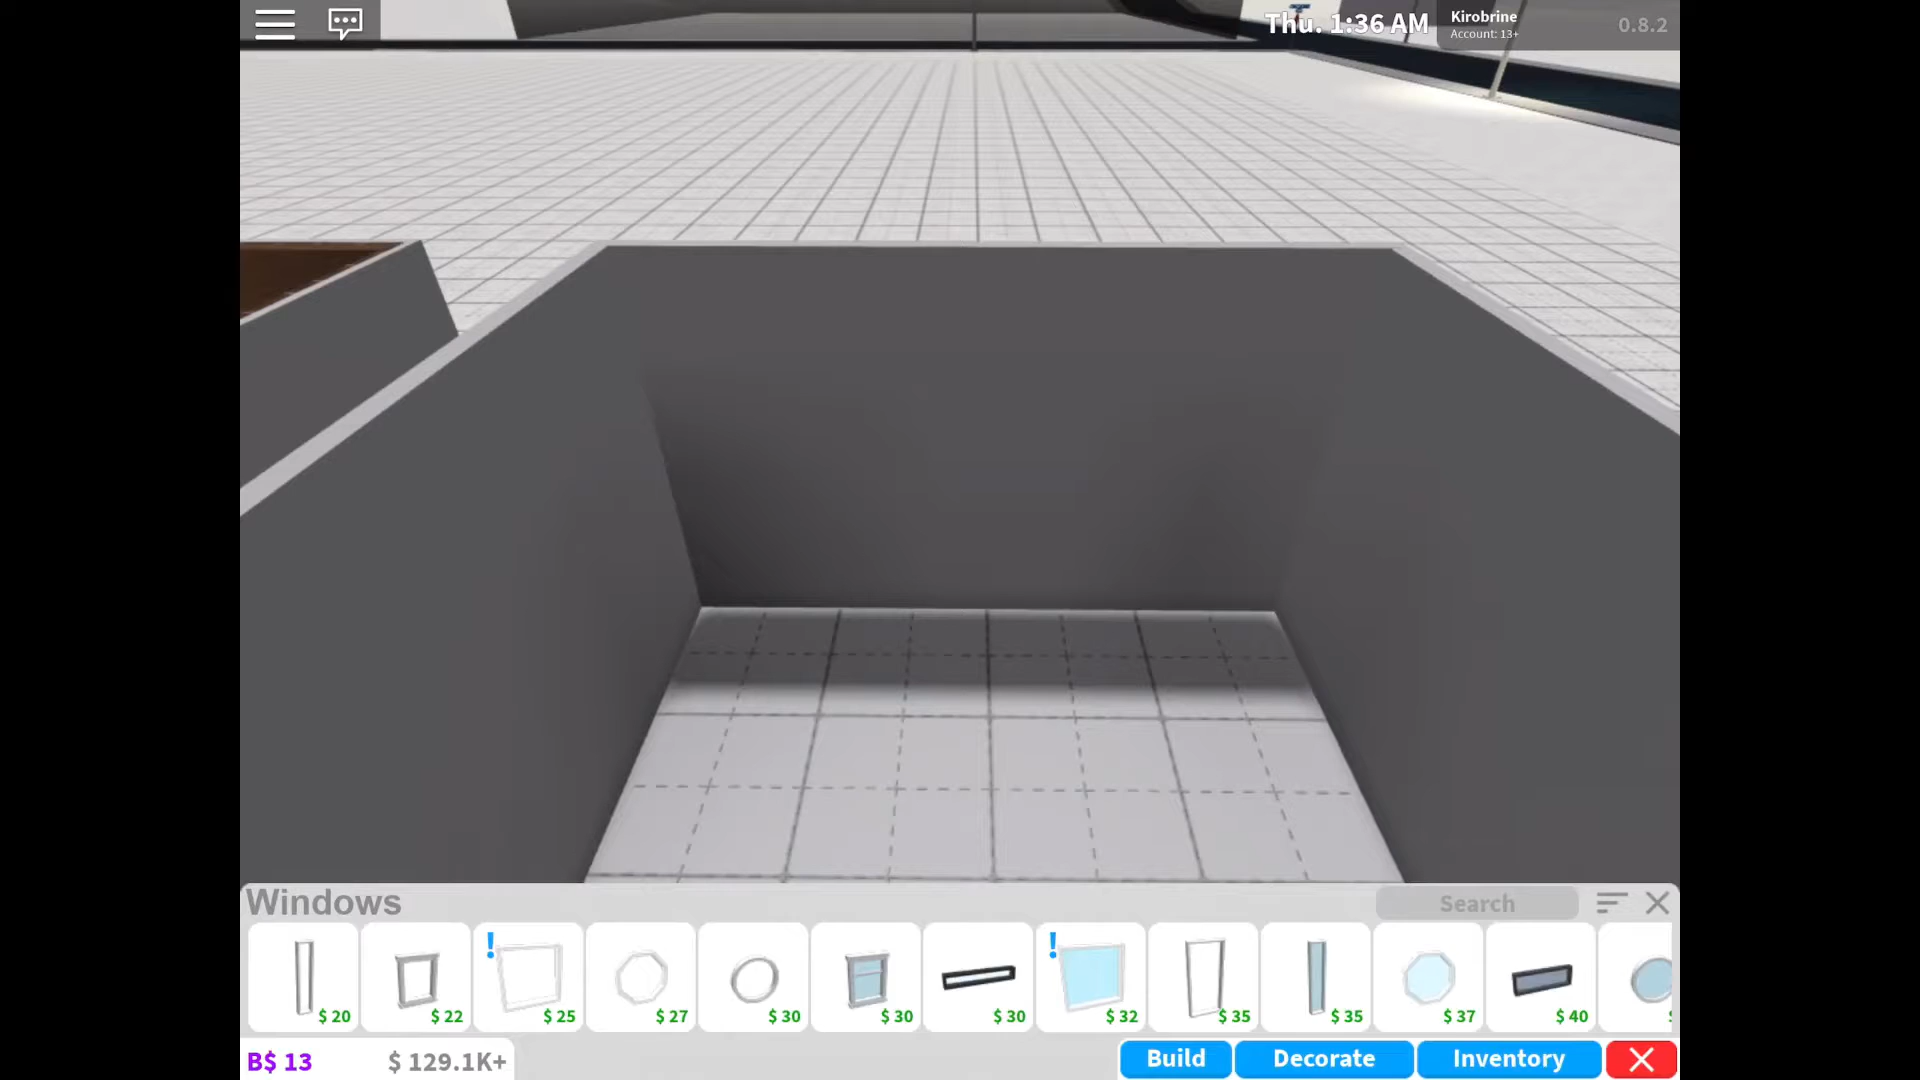 Thu. 1:36 AM
Kirobrine
Account: 13+
0.8.2
Windows
Search
! !
$ 20 $ 22 $ 25 $ 27 $ 30 $ 30 $ 30 $ 32 $ 35 $ 35 $ 37 $ 40
B$ 13 $ 129.1K+ Build Decorate Inventory